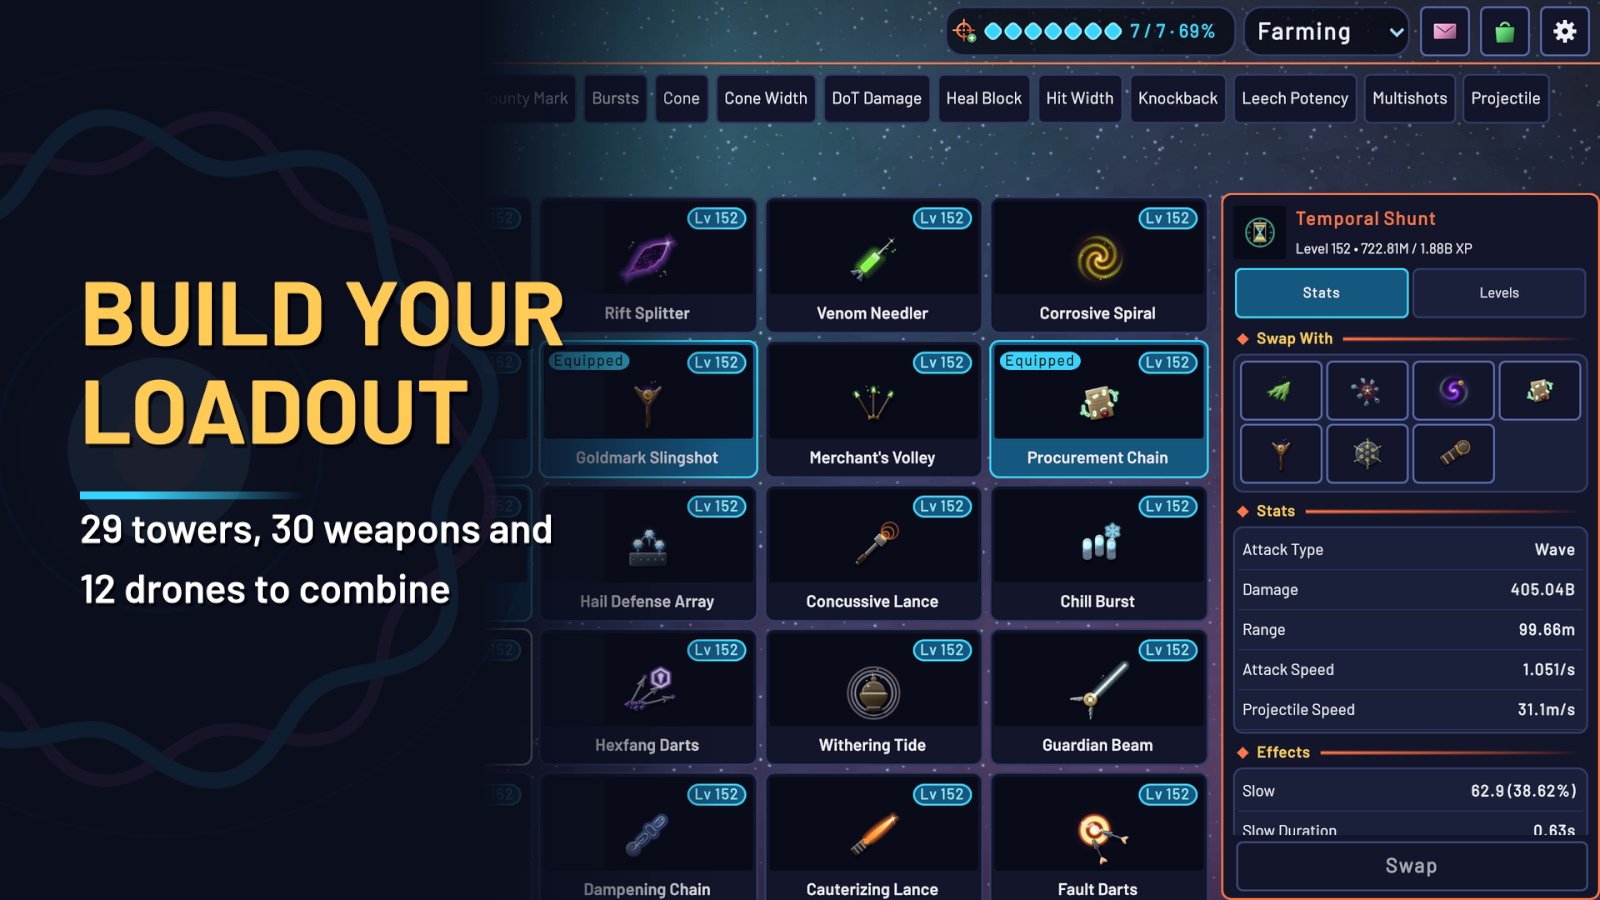 7 / 7 · 69%
Farming
Bounty Mark
Bursts
Cone
Cone Width
DoT Damage
Heal Block
Hit Width
Knockback
Leech Potency
Multishots
Projectile
BUILD YOUR
LOADOUT
29 towers, 30 weapons and
12 drones to combine
152
Lv 152
Rift Splitter
Lv 152
Venom Needler
Lv 152
Corrosive Spiral
152
Equipped
Lv 152
Goldmark Slingshot
Lv 152
Merchant's Volley
Equipped
Lv 152
Procurement Chain
152
Lv 152
Hail Defense Array
Lv 152
Concussive Lance
Lv 152
Chill Burst
152
Lv 152
Hexfang Darts
Lv 152
Withering Tide
Lv 152
Guardian Beam
152
Lv 152
Dampening Chain
Lv 152
Cauterizing Lance
Lv 152
Fault Darts
Temporal Shunt
Level 152 • 722.81M / 1.88B XP
Stats
Levels
Swap With
Stats
Attack Type Wave
Damage 405.04B
Range 99.66m
Attack Speed 1.051/s
Projectile Speed 31.1m/s
Effects
Slow 62.9 (38.62%)
Slow Duration 0.63s
Swap